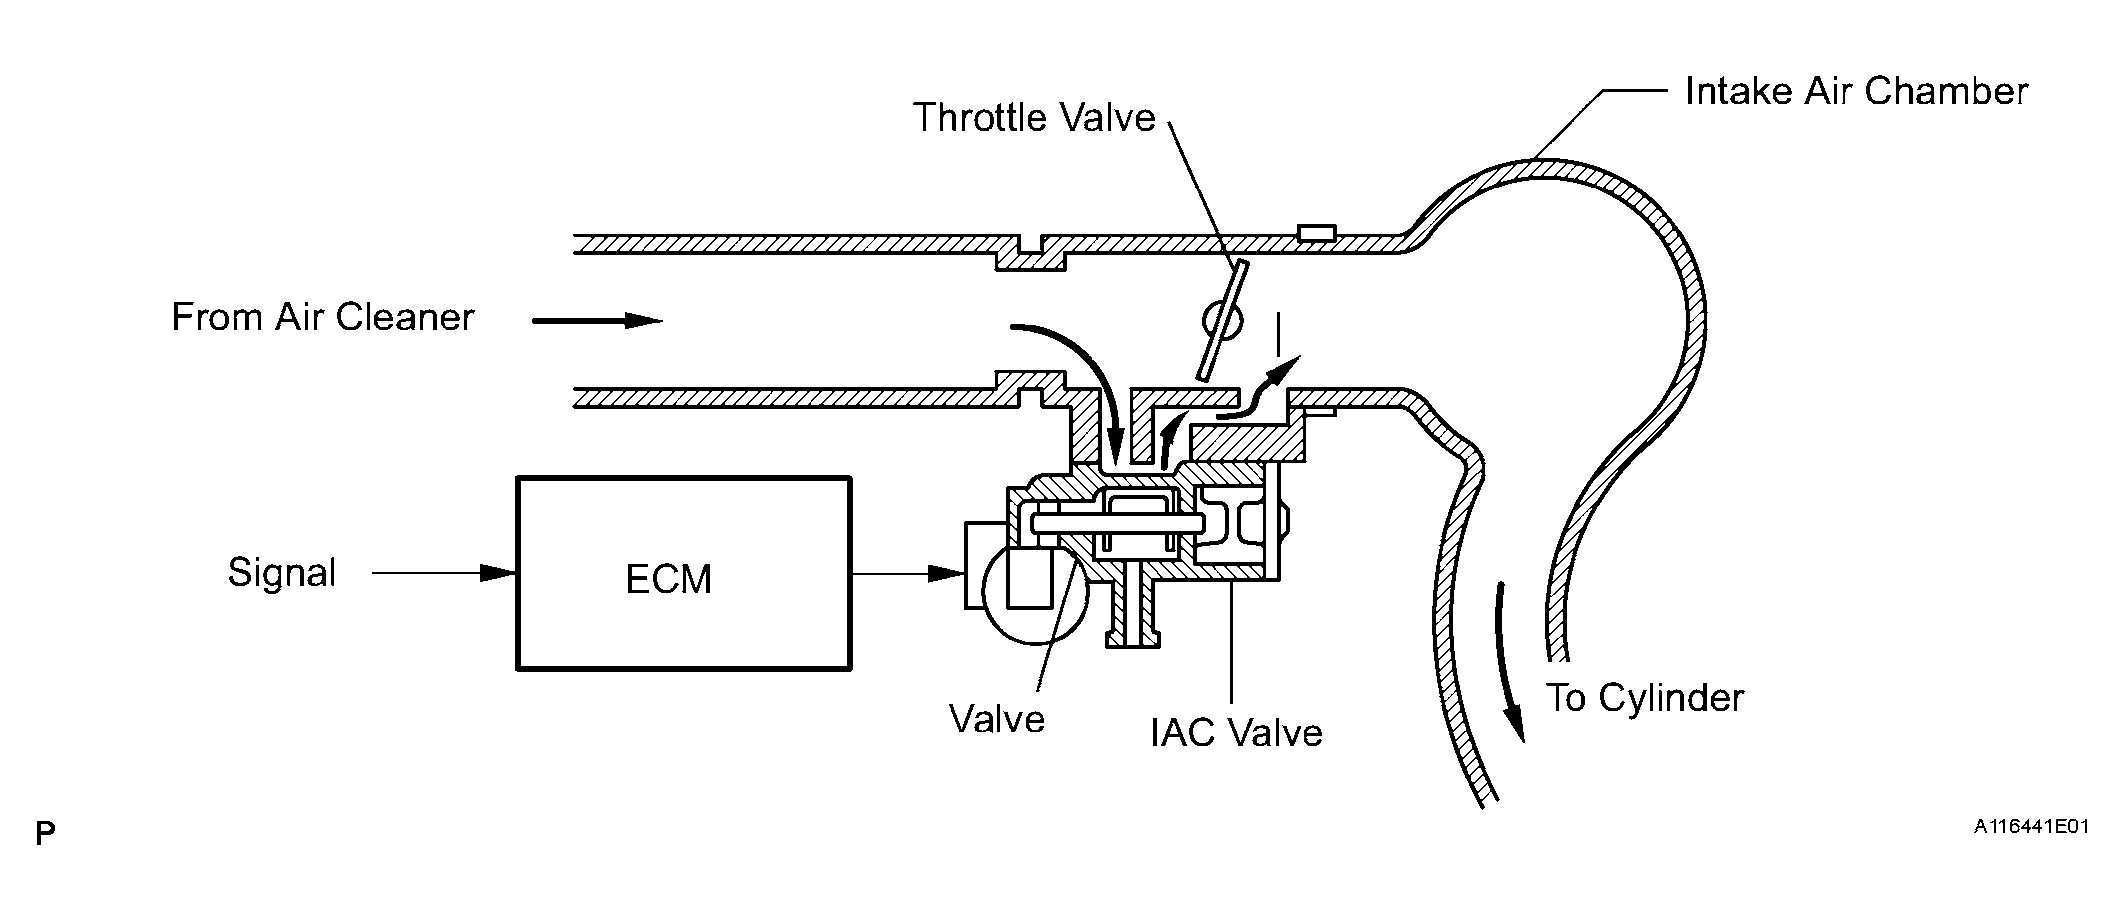 Intake Air Chamber
Throttle Valve
From Air Cleaner
Signal
ECM
Valve
IAC Valve
To Cylinder
P
A116441E01